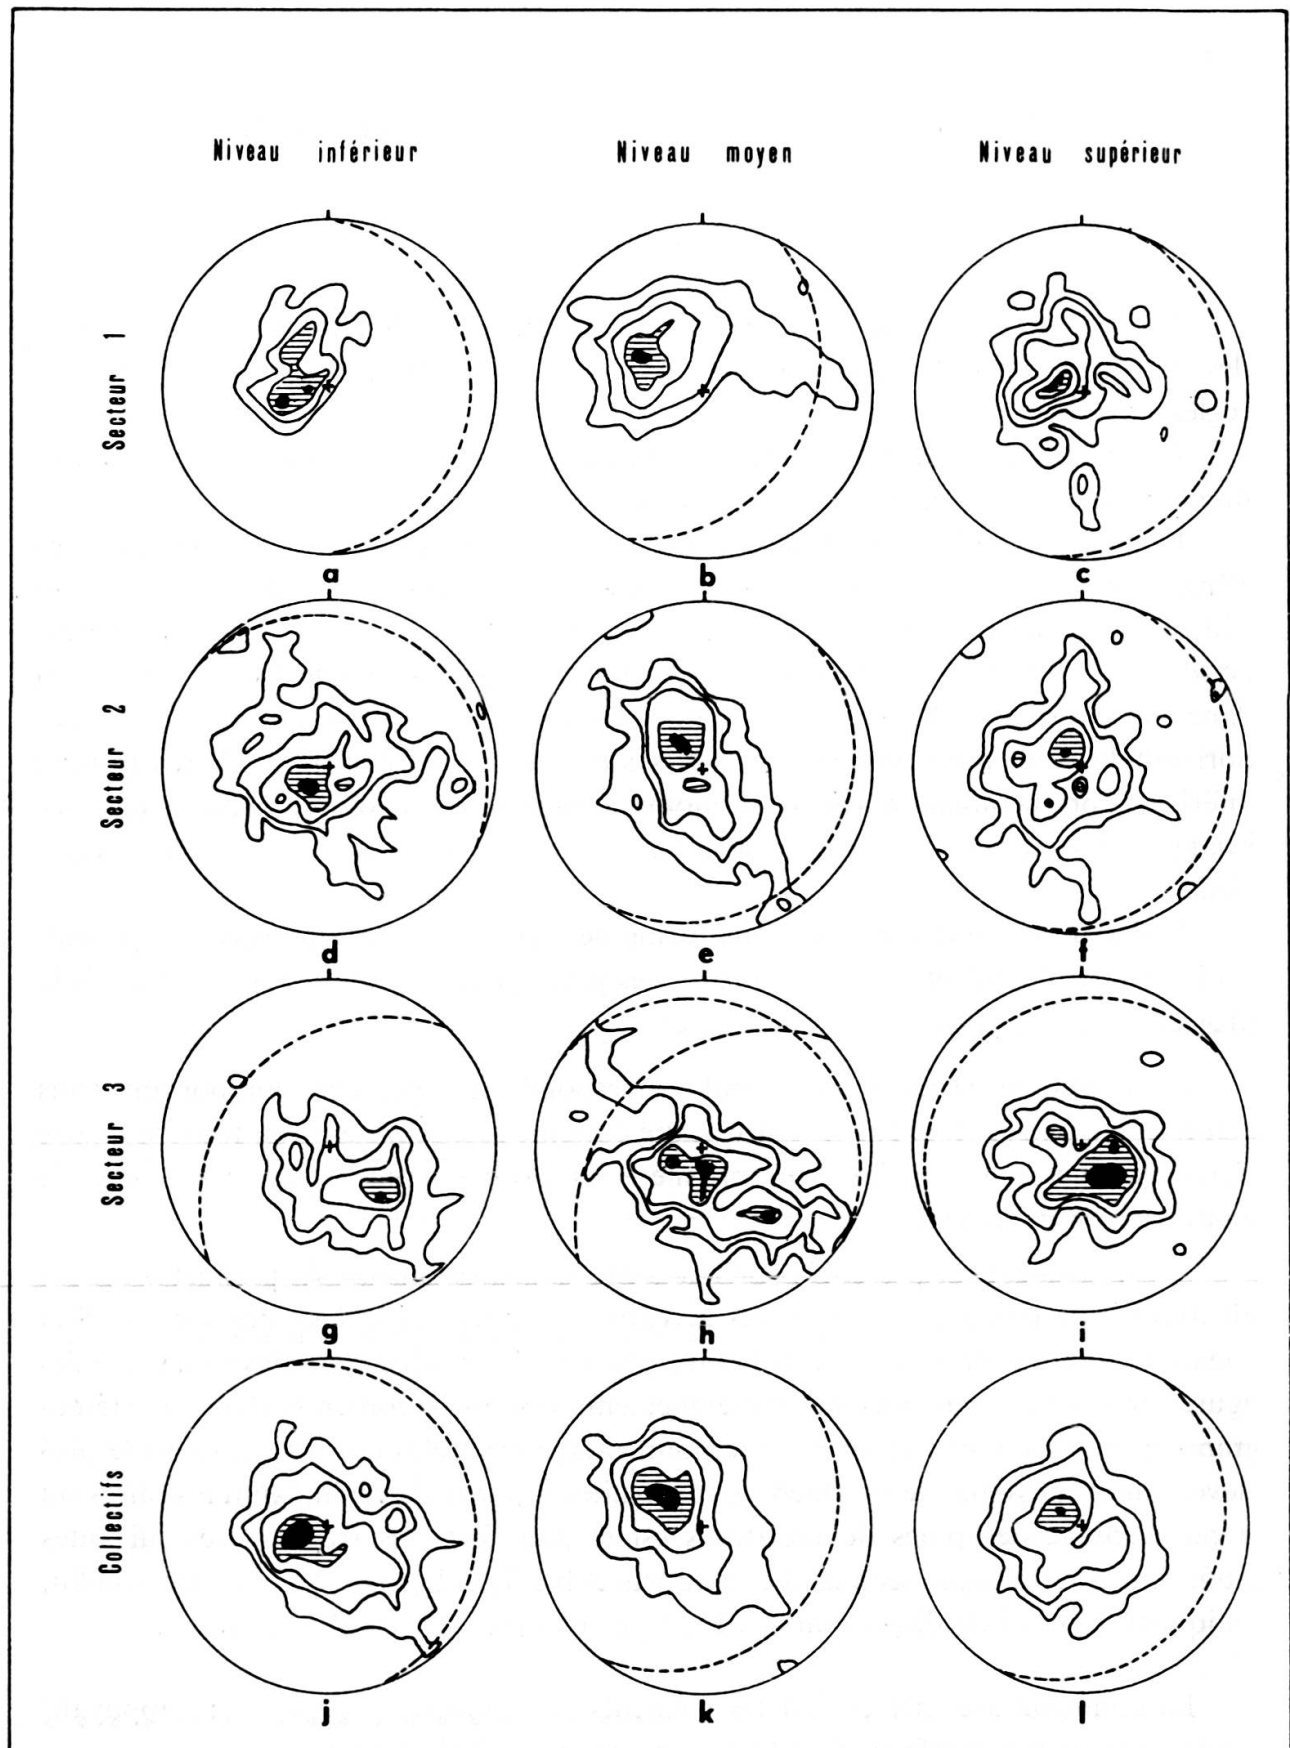 Niveau inférieur Niveau moyen Niveau supérieur
Secteur 1
a b c
Secteur 2
d e f
Secteur 3
g h i
Collectifs
j k l